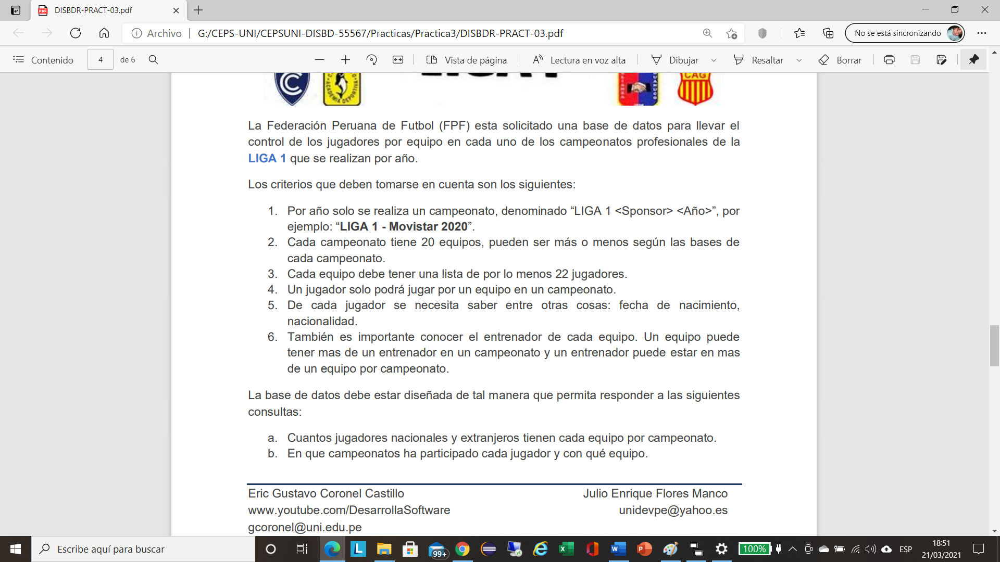 DISBDR-PRACT-03.pdf
Archivo | G:/CEPS-UNI/CEPSUNI-DISBD-55567/Practicas/Practica3/DISBDR-PRACT-03.pdf
No se está sincronizando
Contenido 4 de 6 Vista de página Lectura en voz alta Dibujar Resaltar Borrar
ACADEMIA DEPORTIVA
CAG
La Federación Peruana de Futbol (FPF) esta solicitado una base de datos para llevar el
control de los jugadores por equipo en cada uno de los campeonatos profesionales de la
LIGA 1 que se realizan por año.
Los criterios que deben tomarse en cuenta son los siguientes:
1. Por año solo se realiza un campeonato, denominado “LIGA 1 <Sponsor> <Año>”, por
ejemplo: “LIGA 1 - Movistar 2020”.
2. Cada campeonato tiene 20 equipos, pueden ser más o menos según las bases de
cada campeonato.
3. Cada equipo debe tener una lista de por lo menos 22 jugadores.
4. Un jugador solo podrá jugar por un equipo en un campeonato.
5. De cada jugador se necesita saber entre otras cosas: fecha de nacimiento,
nacionalidad.
6. También es importante conocer el entrenador de cada equipo. Un equipo puede
tener mas de un entrenador en un campeonato y un entrenador puede estar en mas
de un equipo por campeonato.
La base de datos debe estar diseñada de tal manera que permita responder a las siguientes
consultas:
a. Cuantos jugadores nacionales y extranjeros tienen cada equipo por campeonato.
b. En que campeonatos ha participado cada jugador y con qué equipo.
Eric Gustavo Coronel Castillo Julio Enrique Flores Manco
www.youtube.com/DesarrollaSoftware unidevpe@yahoo.es
gcoronel@uni.edu.pe
Escribe aquí para buscar
99+
100%
ESP
18:51
21/03/2021